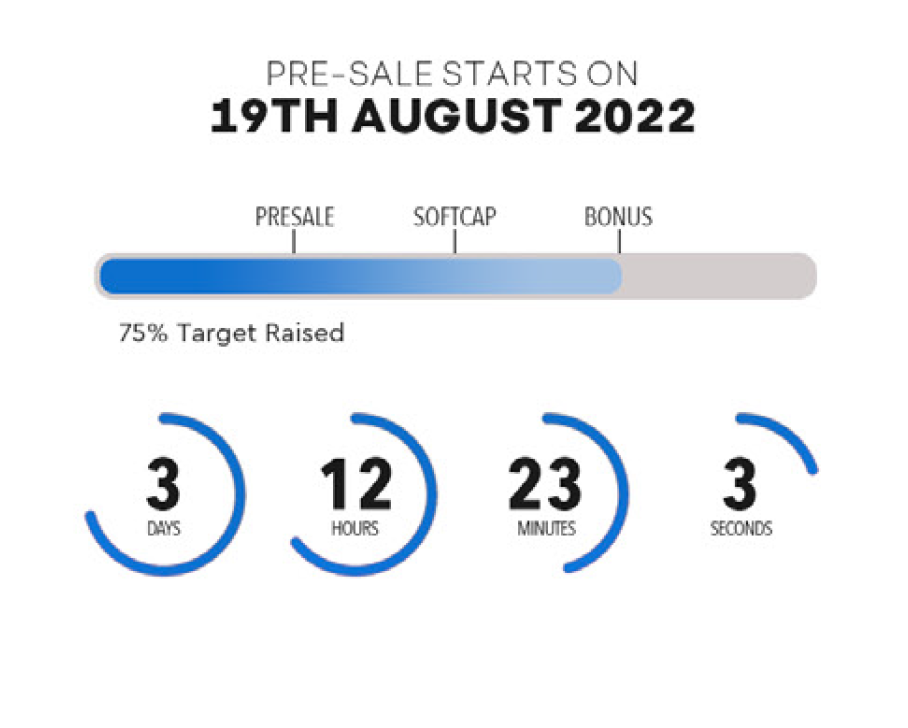 PRE-SALE STARTS ON
19TH AUGUST 2022
PRESALE SOFTCAP BONUS
75% Target Raised
3 12 23 3
DAYS HOURS MINUTES SECONDS